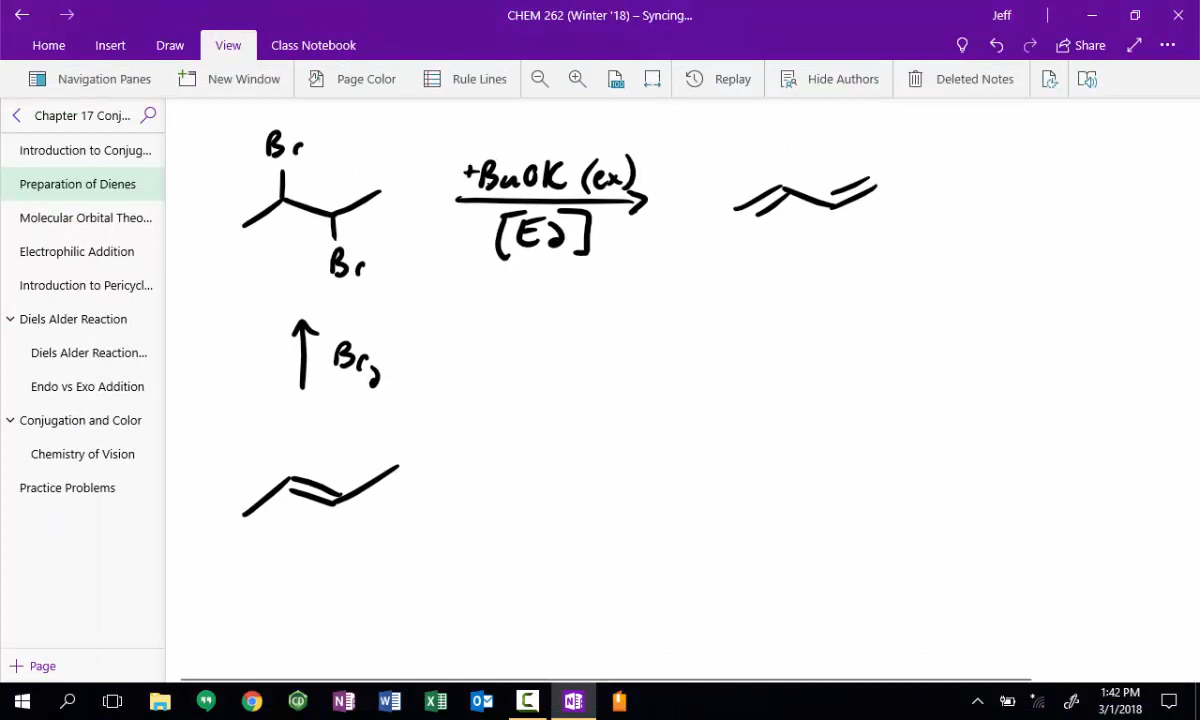 CHEM 262 (Winter '18) – Syncing...
Jeff
Home Insert Draw View Class Notebook
Share
Navigation Panes New Window Page Color Rule Lines Replay Hide Authors Deleted Notes
Chapter 17 Conj...
Introduction to Conjug...
Preparation of Dienes
Molecular Orbital Theo...
Electrophilic Addition
Introduction to Pericycl...
Diels Alder Reaction
Diels Alder Reaction...
Endo vs Exo Addition
Conjugation and Color
Chemistry of Vision
Practice Problems
Page
Br
tBuOK (ex)
[E2]
Br
Br2
1:42 PM
3/1/2018